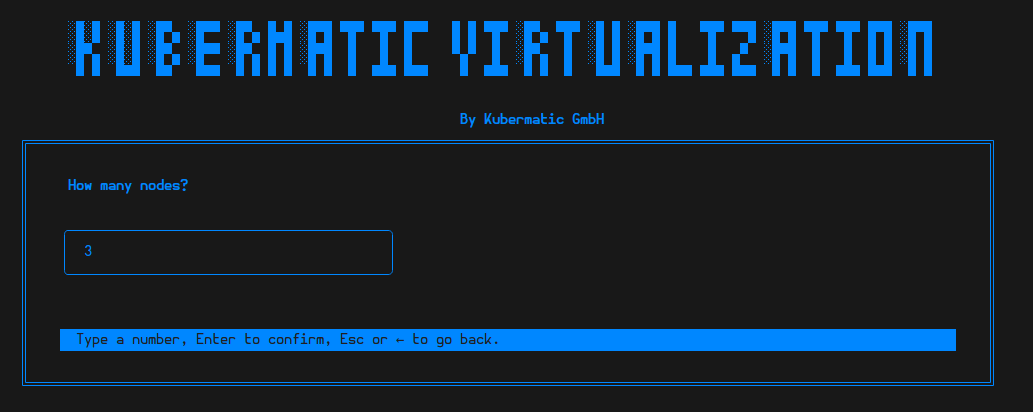 KUBERMATIC VIRTUALIZATION
By Kubermatic GmbH
How many nodes?
3
Type a number, Enter to confirm, Esc or ← to go back.